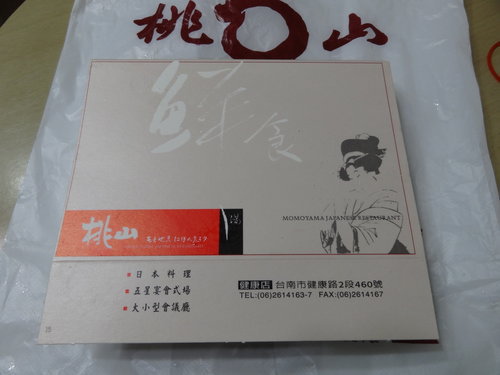 桃山
鮮食
MOMOYAMA JAPANESE RESTAURANT
桃山
日本料理
五星宴會式場
大小型會議廳
健康店 台南市健康路2段460號
TEL:(06)2614163-7 FAX:(06)2614167